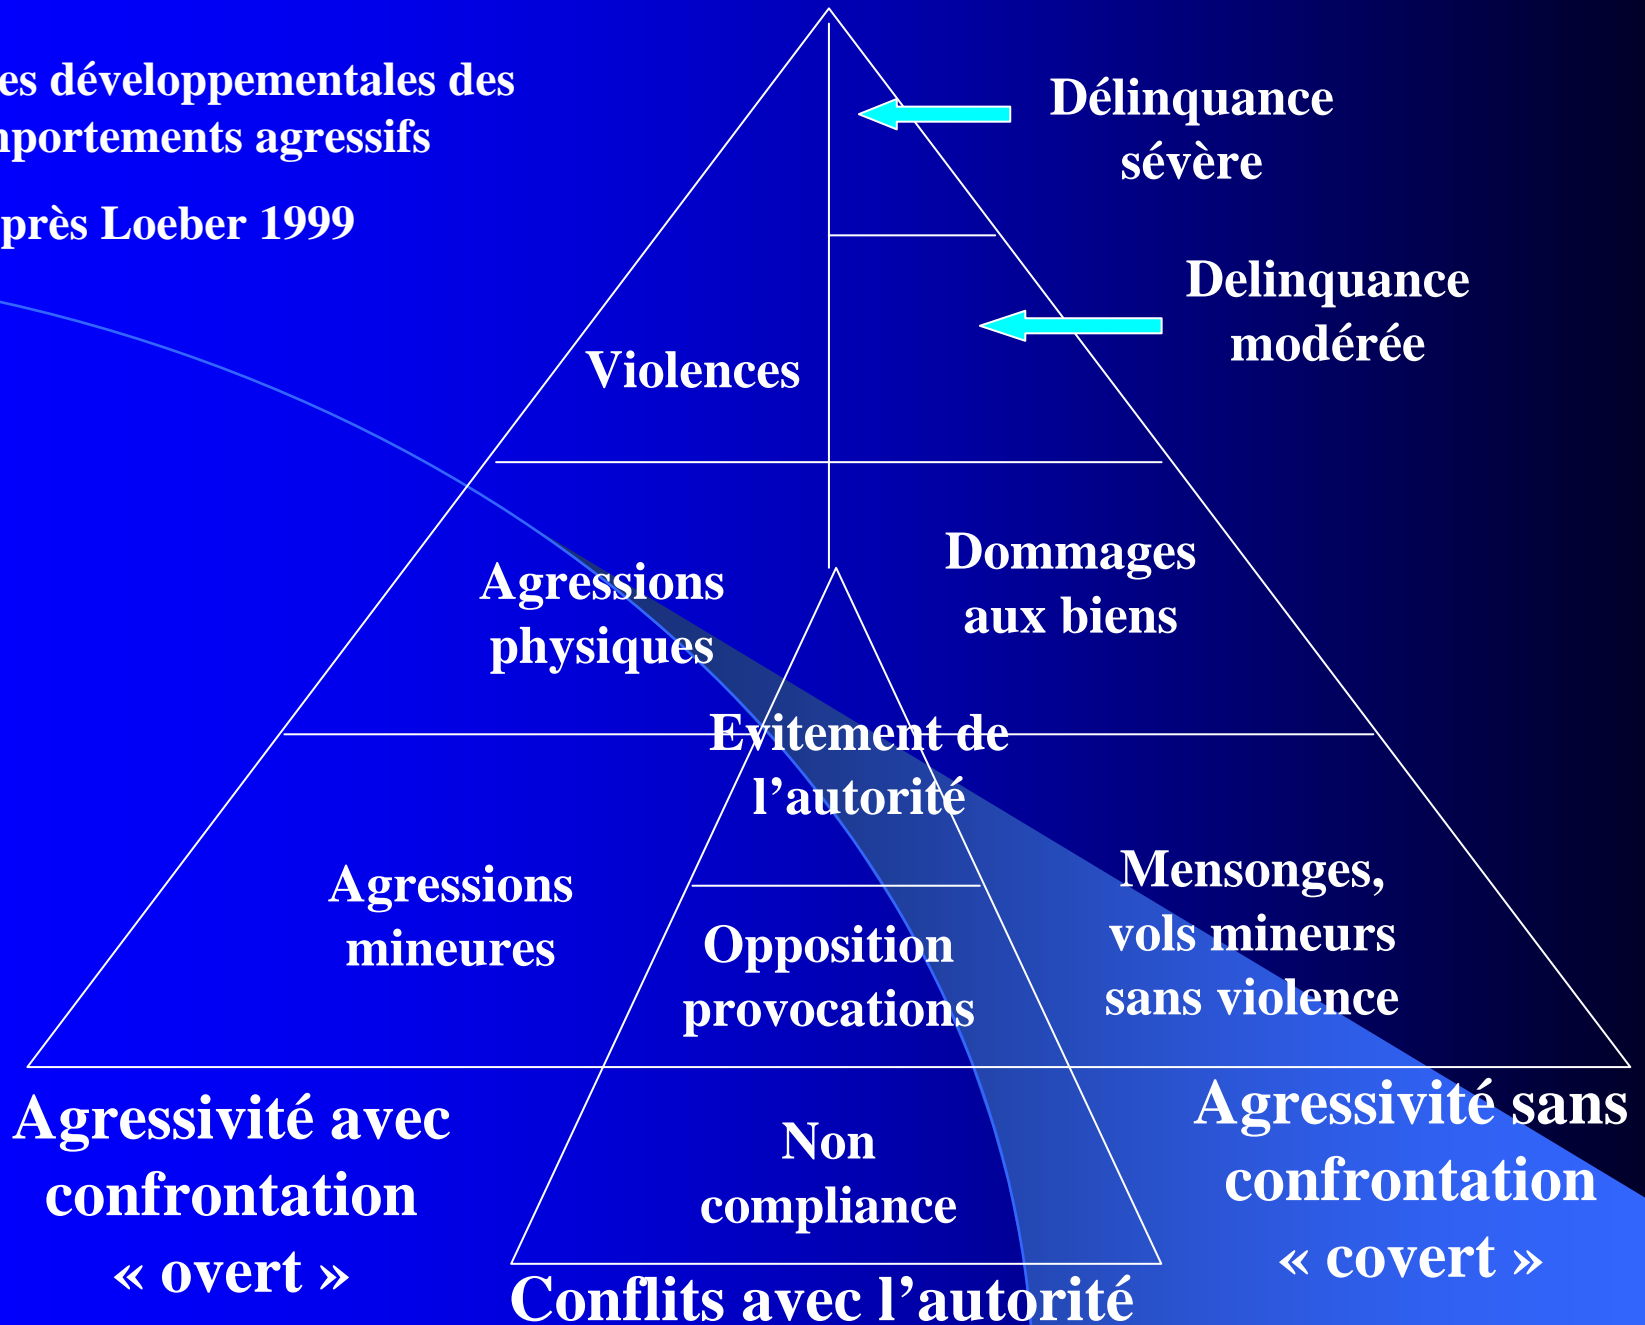 es développementales des
mportements agressifs
près Loeber 1999
Délinquance
sévère
Delinquance
modérée
Violences
Agressions
physiques
Dommages
aux biens
Evitement de
l’autorité
Agressions
mineures
Opposition
provocations
Mensonges,
vols mineurs
sans violence
Agressivité avec
confrontation
« overt »
Non
compliance
Agressivité sans
confrontation
« covert »
Conflits avec l’autorité